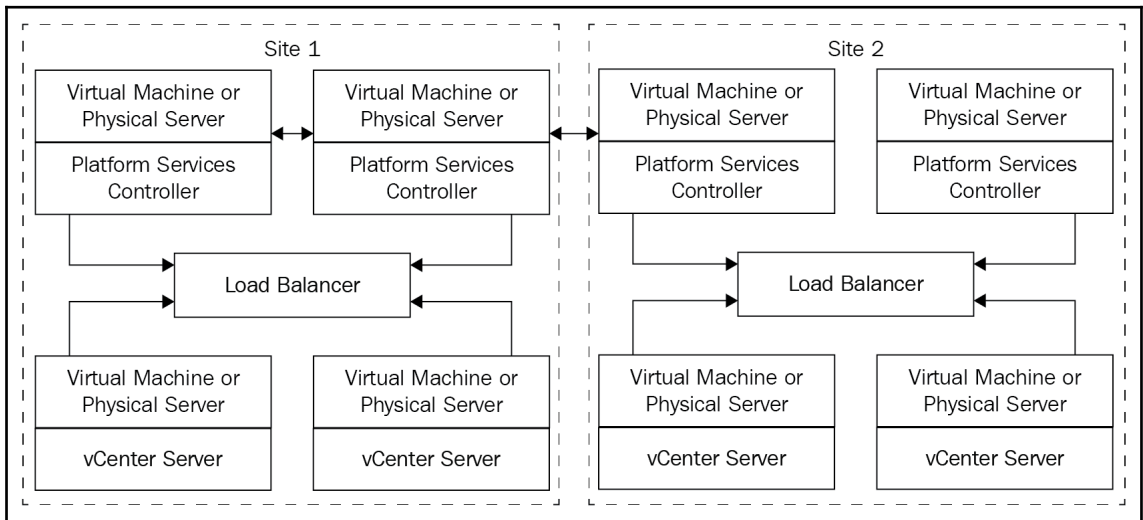 Site 1
Virtual Machine or
Physical Server
Platform Services
Controller
Virtual Machine or
Physical Server
Platform Services
Controller
Load Balancer
Virtual Machine or
Physical Server
vCenter Server
Virtual Machine or
Physical Server
vCenter Server
Site 2
Virtual Machine or
Physical Server
Platform Services
Controller
Virtual Machine or
Physical Server
Platform Services
Controller
Load Balancer
Virtual Machine or
Physical Server
vCenter Server
Virtual Machine or
Physical Server
vCenter Server